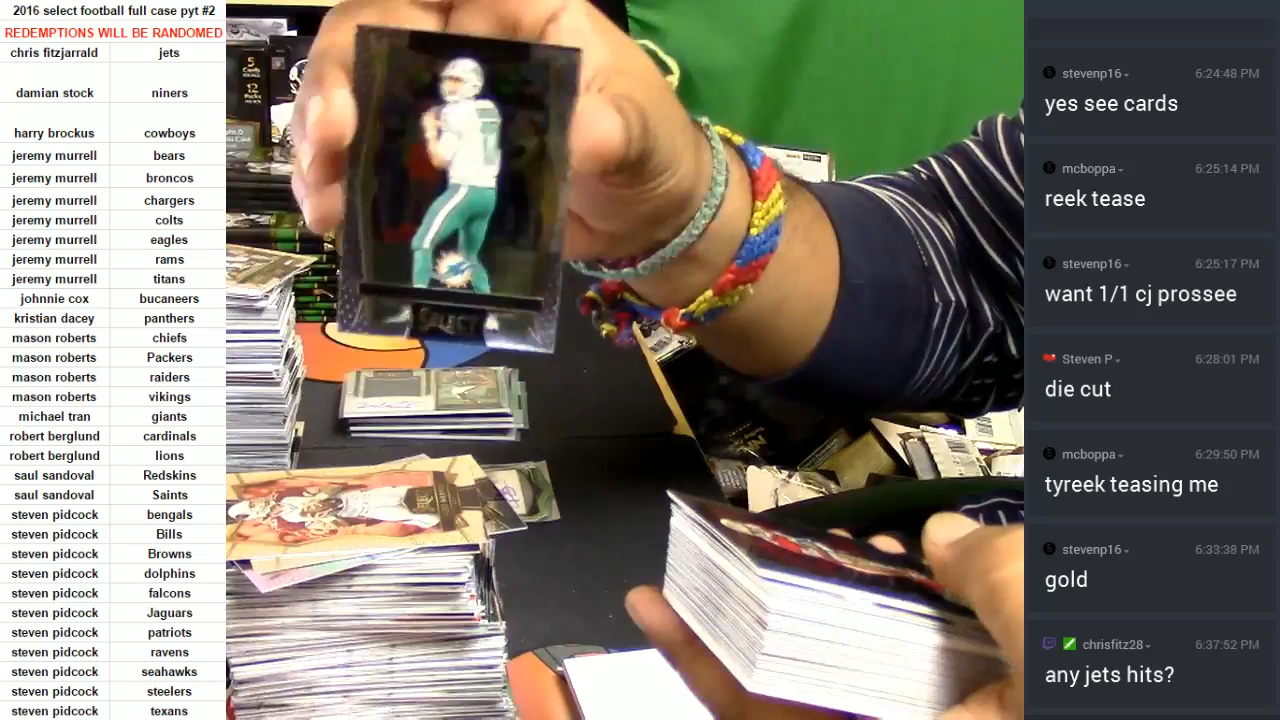 2016 select football full case pyt #2
REDEMPTIONS WILL BE RANDOMED
chris fitzjarrald jets
damian stock niners
harry brockus cowboys
jeremy murrell bears
jeremy murrell broncos
jeremy murrell chargers
jeremy murrell colts
jeremy murrell eagles
jeremy murrell rams
jeremy murrell titans
johnnie cox bucaneers
kristian dacey panthers
mason roberts chiefs
mason roberts Packers
mason roberts raiders
mason roberts vikings
michael tran giants
robert berglund cardinals
robert berglund lions
saul sandoval Redskins
saul sandoval Saints
steven pidcock bengals
steven pidcock Bills
steven pidcock Browns
steven pidcock dolphins
steven pidcock falcons
steven pidcock Jaguars
steven pidcock patriots
steven pidcock ravens
steven pidcock seahawks
steven pidcock steelers
steven pidcock texans
5
Cards
12
Packs
SELECT
stevenp16 6:24:48 PM
yes see cards
mcboppa 6:25:14 PM
reek tease
stevenp16 6:25:17 PM
want 1/1 cj prossee
Steven P 6:28:01 PM
die cut
mcboppa 6:29:50 PM
tyreek teasing me
stevenp16 6:33:38 PM
gold
chrisfitz28 6:37:52 PM
any jets hits?